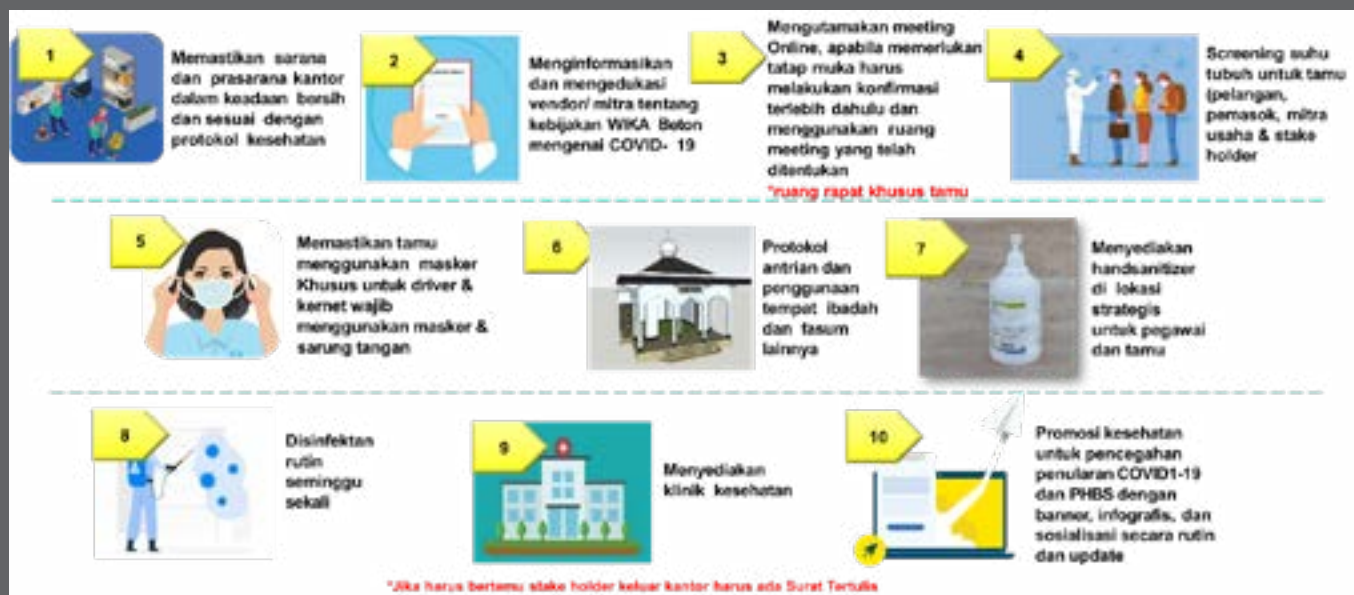 1
Memastikan sarana
dan prasarana kantor
dalam keadaan bersih
dan sesuai dengan
protokol kesehatan
2
Menginformasikan
dan mengedukasi
vendor/ mitra tentang
kebijakan WIKA Beton
mengenai COVID- 19
3
Mengutamakan meeting
Online, apabila memerlukan
tatap muka harus
melakukan konfirmasi
terlebih dahulu dan
menggunakan ruang
meeting yang telah
ditentukan
*ruang rapat khusus tamu
4
Screening suhu
tubuh untuk tamu
(pelangan,
pemasok, mitra
usaha & stake
holder
5
Memastikan tamu
menggunakan masker
Khusus untuk driver &
kernet wajib
menggunakan masker &
sarung tangan
6
Protokol
antrian dan
penggunaan
tempat ibadah
dan fasum
lainnya
7
Menyediakan
handsanitizer
di lokasi
strategis
untuk pegawai
dan tamu
8
Disinfektan
rutin
seminggu
sekali
9
Menyediakan
klinik kesehatan
10
Promosi kesehatan
untuk pencegahan
penularan COVID1-19
dan PHBS dengan
banner, infografis, dan
sosialisasi secara rutin
dan update
*Jika harus bertemu stake holder keluar kantor harus ada Surat Tertulis